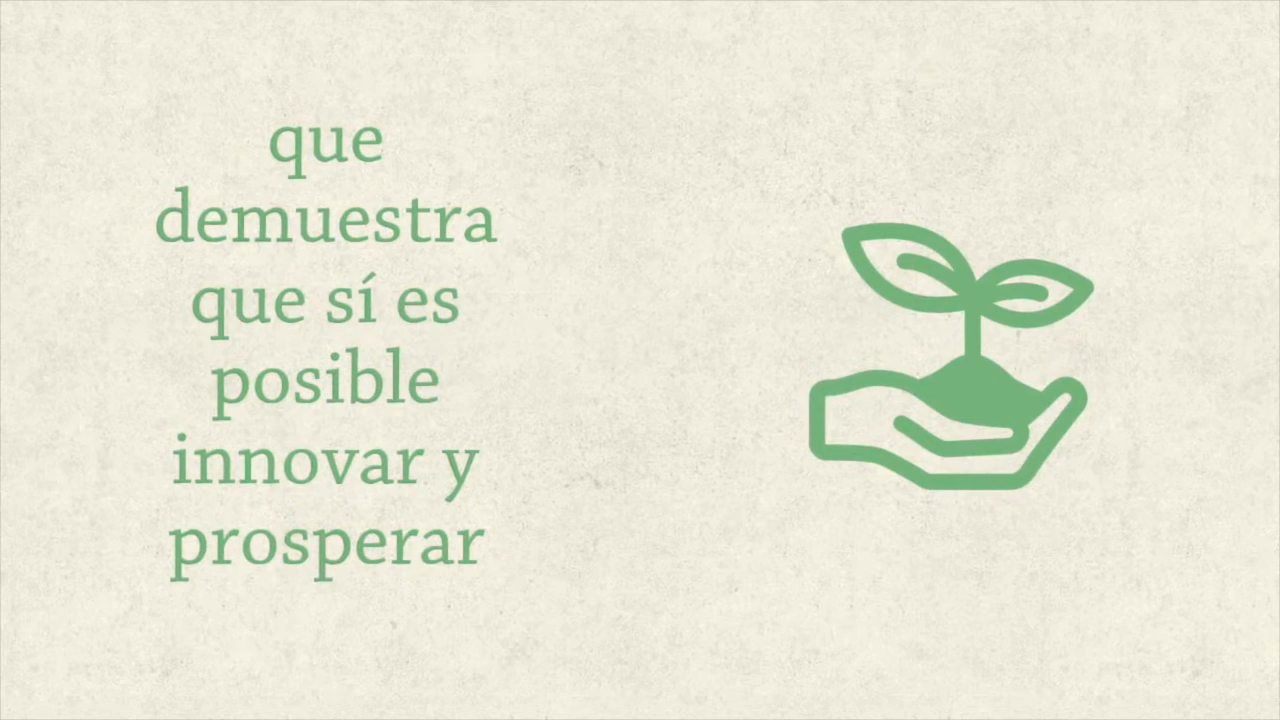 que
demuestra
que sí es
posible
innovar y
prosperar